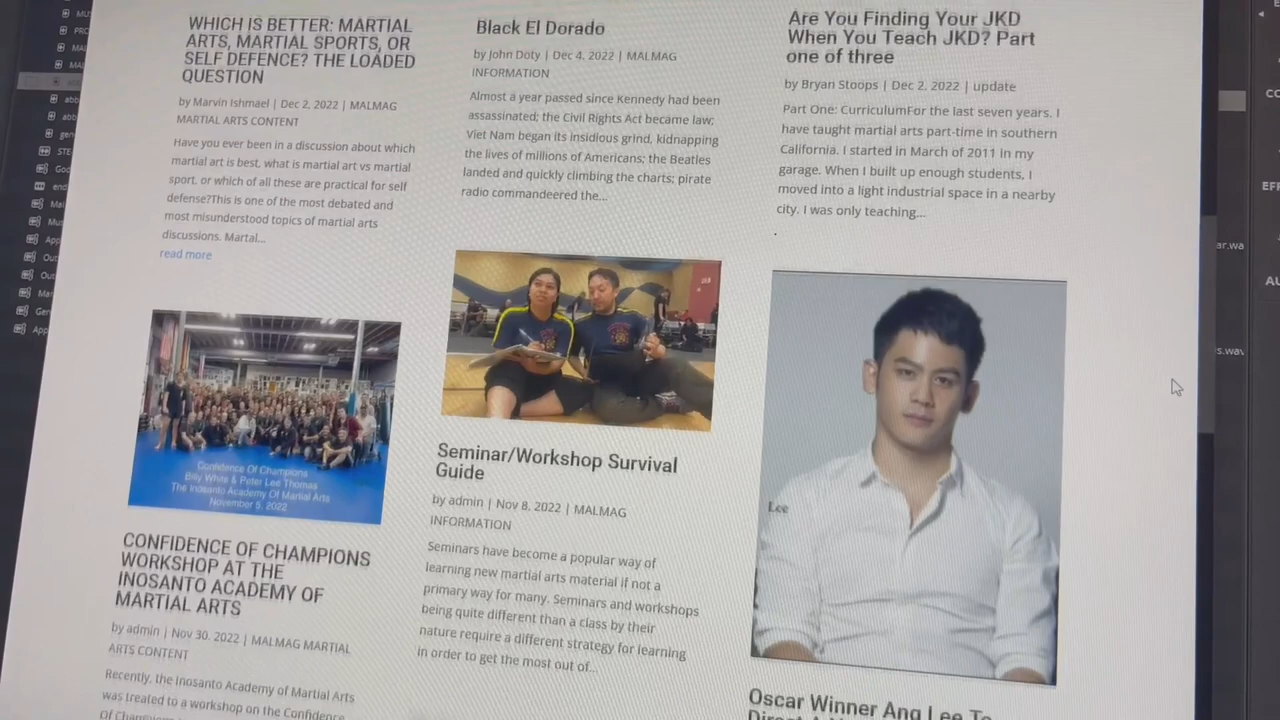 WHICH IS BETTER: MARTIAL
ARTS, MARTIAL SPORTS, OR
SELF DEFENCE? THE LOADED
QUESTION
by Marvin Ishmael | Dec 2, 2022 | MALMAG
MARTIAL ARTS CONTENT
Have you ever been in a discussion about which
martial art is best, what is martial art vs martial
sport, or which of all these are practical for self
defense?This is one of the most debated and
most misunderstood topics of martial arts
discussions. Martal...
read more
Confidence Of Champions
Billy White & Peter Lee Thomas
The Inosanto Academy Of Martial Arts
November 5, 2022
CONFIDENCE OF CHAMPIONS
WORKSHOP AT THE
INOSANTO ACADEMY OF
MARTIAL ARTS
by admin | Nov 30, 2022 | MALMAG MARTIAL
ARTS CONTENT
Recently, the Inosanto Academy of Martial Arts
was treated to a workshop on the Confidence
Black El Dorado
by John Doty | Dec 4, 2022 | MALMAG
INFORMATION
Almost a year passed since Kennedy had been
assassinated; the Civil Rights Act became law;
Viet Nam began its insidious grind, kidnapping
the lives of millions of Americans; the Beatles
landed and quickly climbing the charts; pirate
radio commandeered the...
Seminar/Workshop Survival
Guide
by admin | Nov 8, 2022 | MALMAG
INFORMATION
Seminars have become a popular way of
learning new martial arts material if not a
primary way for many. Seminars and workshops
being quite different than a class by their
nature require a different strategy for learning
in order to get the most out of...
Are You Finding Your JKD
When You Teach JKD? Part
one of three
by Bryan Stoops | Dec 2, 2022 | update
Part One: CurriculumFor the last seven years, I
have taught martial arts part-time in southern
California. I started in March of 2011 in my
garage. When I built up enough students, I
moved into a light industrial space in a nearby
city. I was only teaching...
Lee
Oscar Winner Ang Lee To